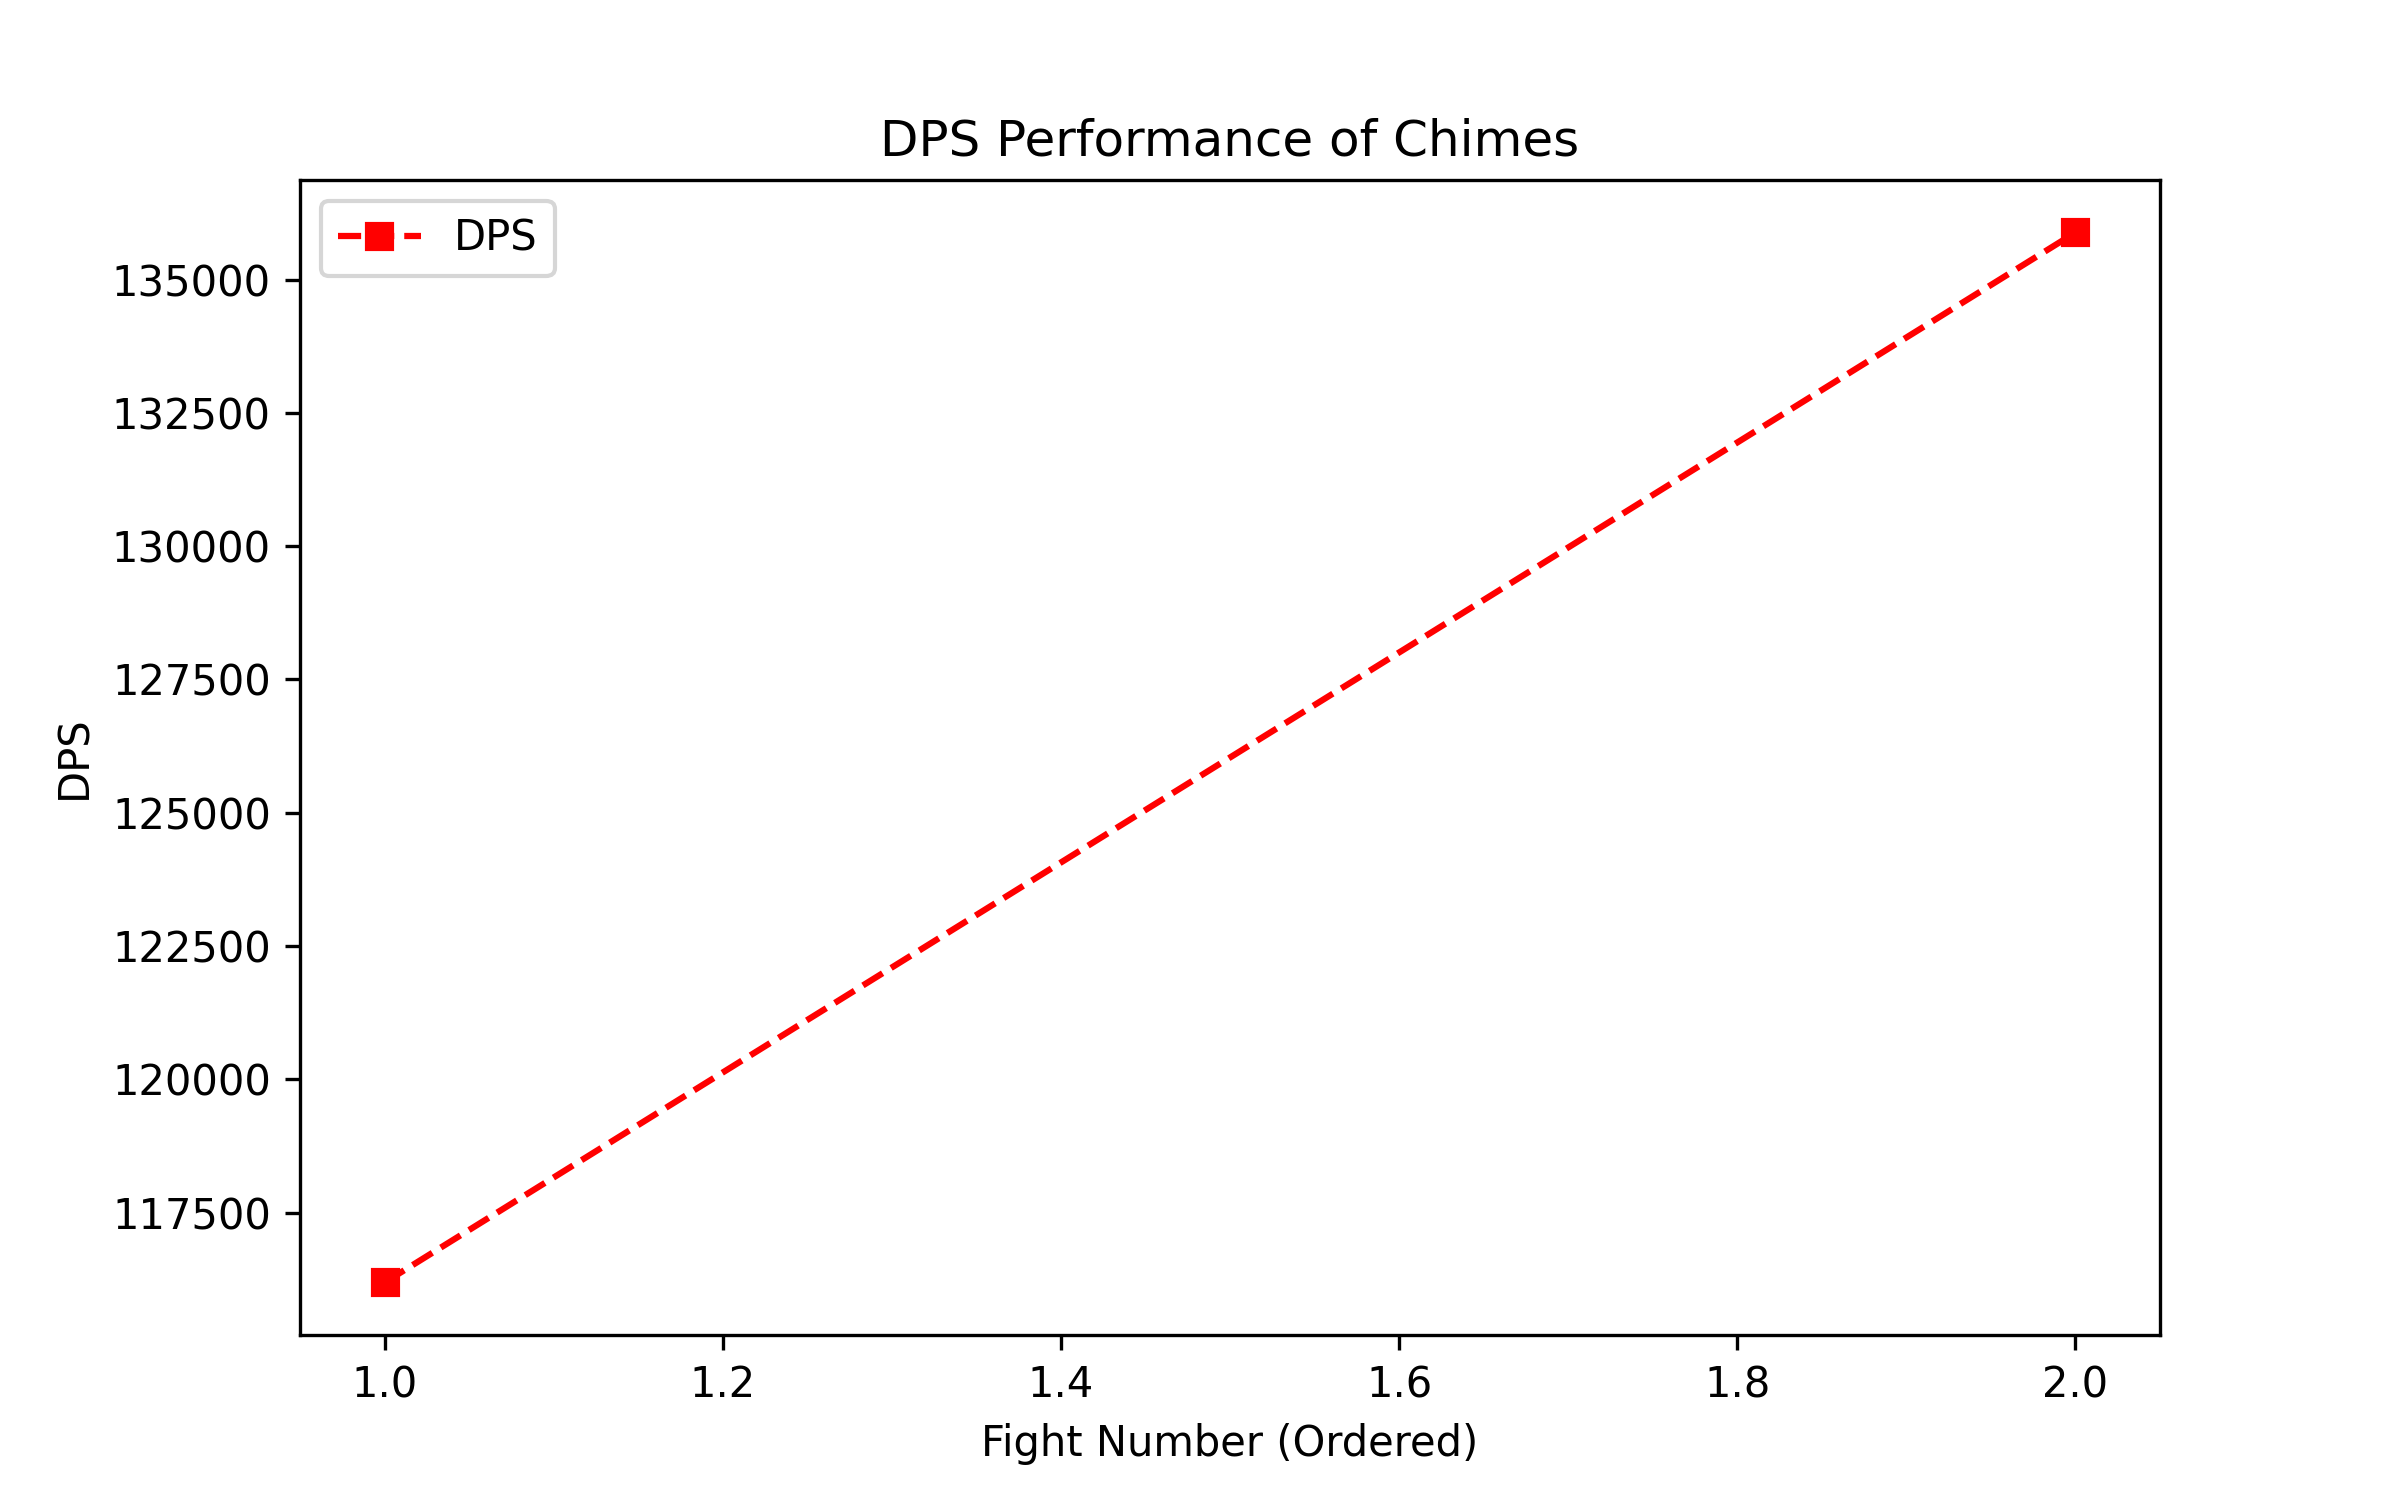 DPS Performance of Chimes
DPS
135000
132500
130000
127500
125000
122500
120000
117500
DPS
1.0 1.2 1.4 1.6 1.8 2.0
Fight Number (Ordered)